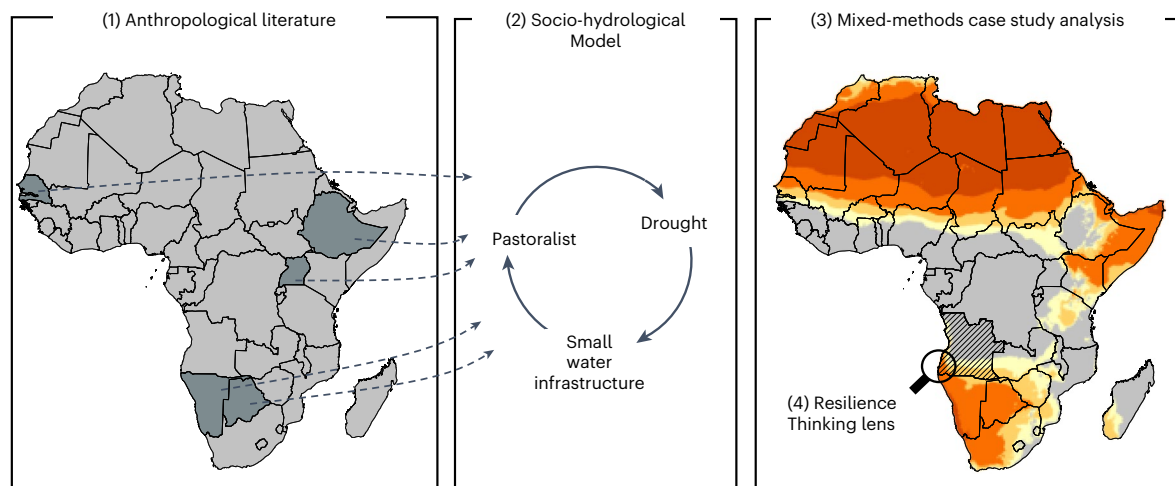 (1) Anthropological literature
(2) Socio-hydrological
Model
(3) Mixed-methods case study analysis
Pastoralist
Drought
Small
water
infrastructure
(4) Resilience
Thinking lens